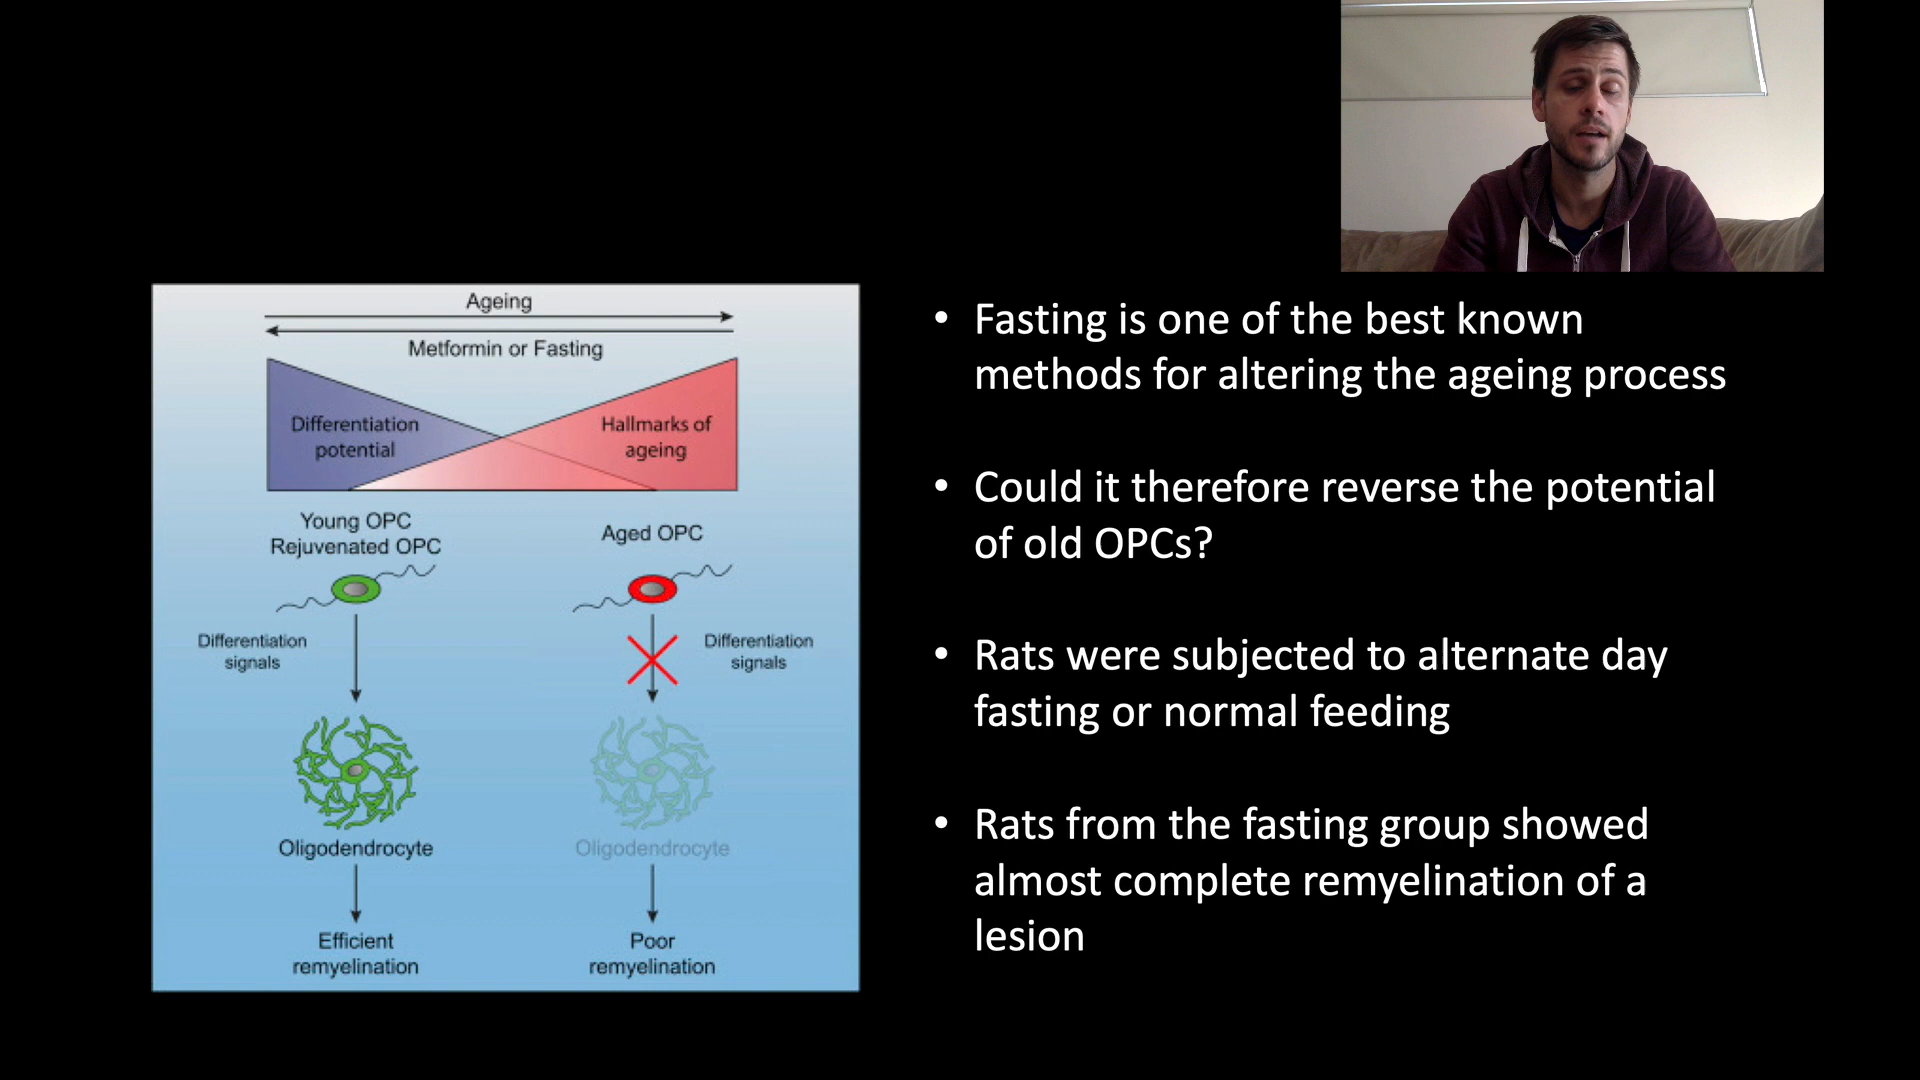 Ageing
Metformin or Fasting
Differentiation
potential
Hallmarks of
ageing
Young OPC
Rejuvenated OPC
Aged OPC
Differentiation
signals
Differentiation
signals
Oligodendrocyte
Oligodendrocyte
Efficient
remyelination
Poor
remyelination
• Fasting is one of the best known
methods for altering the ageing process
• Could it therefore reverse the potential
of old OPCs?
• Rats were subjected to alternate day
fasting or normal feeding
• Rats from the fasting group showed
almost complete remyelination of a
lesion